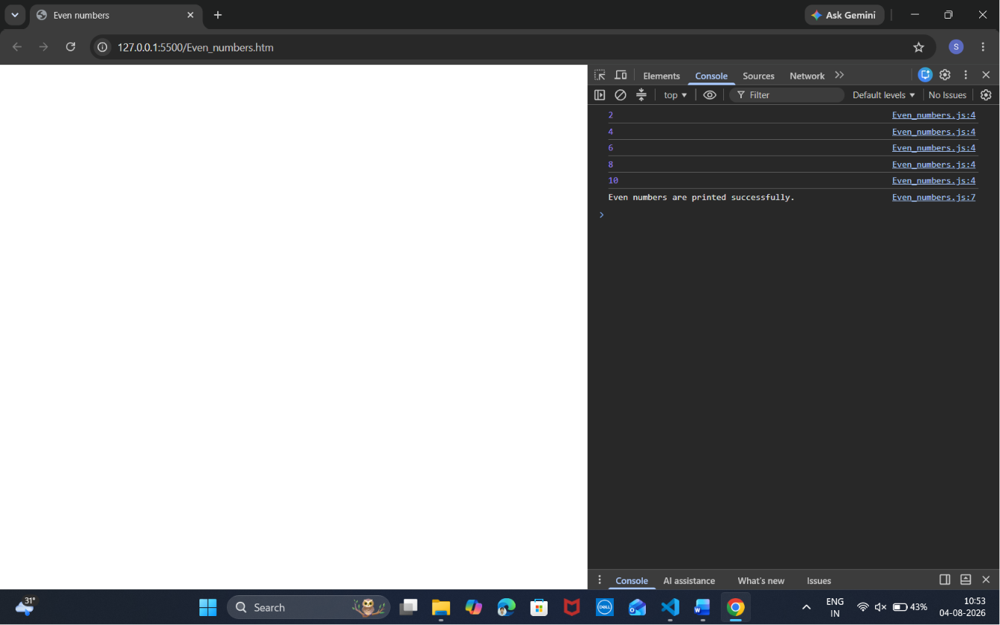 Even numbers
Ask Gemini
127.0.0.1:5500/Even_numbers.htm
S
Elements Console Sources Network
top Filter Default levels No Issues
2 Even_numbers.js:4
4 Even_numbers.js:4
6 Even_numbers.js:4
8 Even_numbers.js:4
10 Even_numbers.js:4
Even numbers are printed successfully. Even_numbers.js:7
Console AI assistance What's new Issues
31°
Search
DELL
W
ENG
IN
43%
10:53
04-08-2026